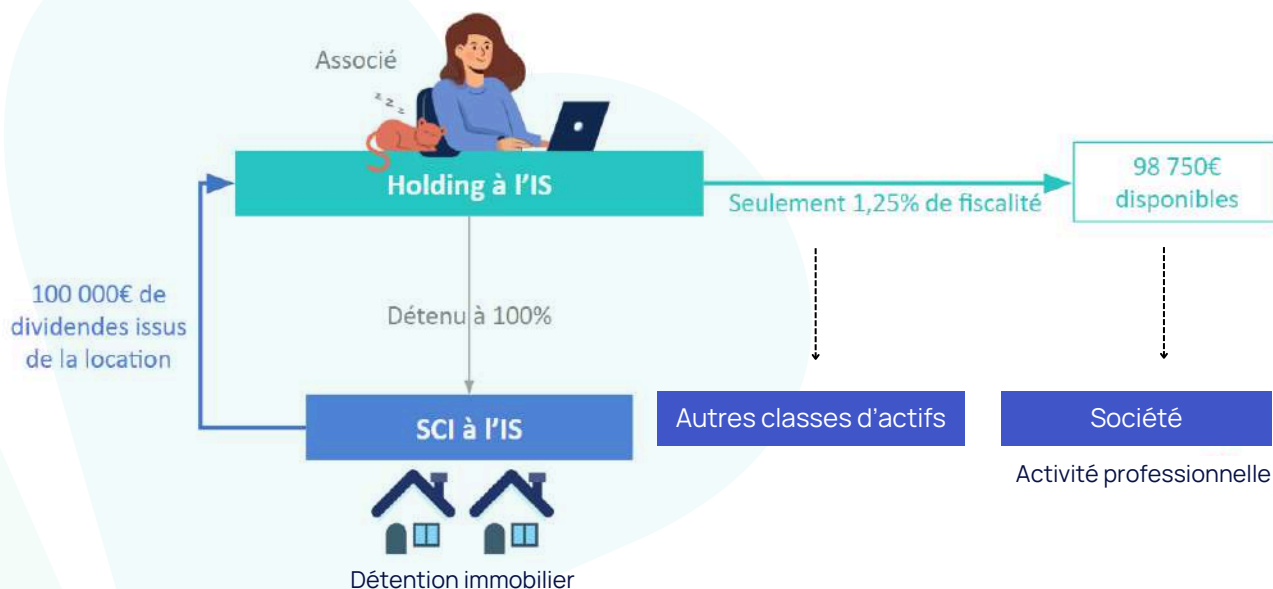 Associé
z z z z
Holding à l'IS
Seulement 1,25% de fiscalité
98 750€
disponibles
100 000€ de
dividendes issus
de la location
Détenu à 100%
SCI à l'IS
Autres classes d'actifs
Société
Activité professionnelle
Détention immobilier